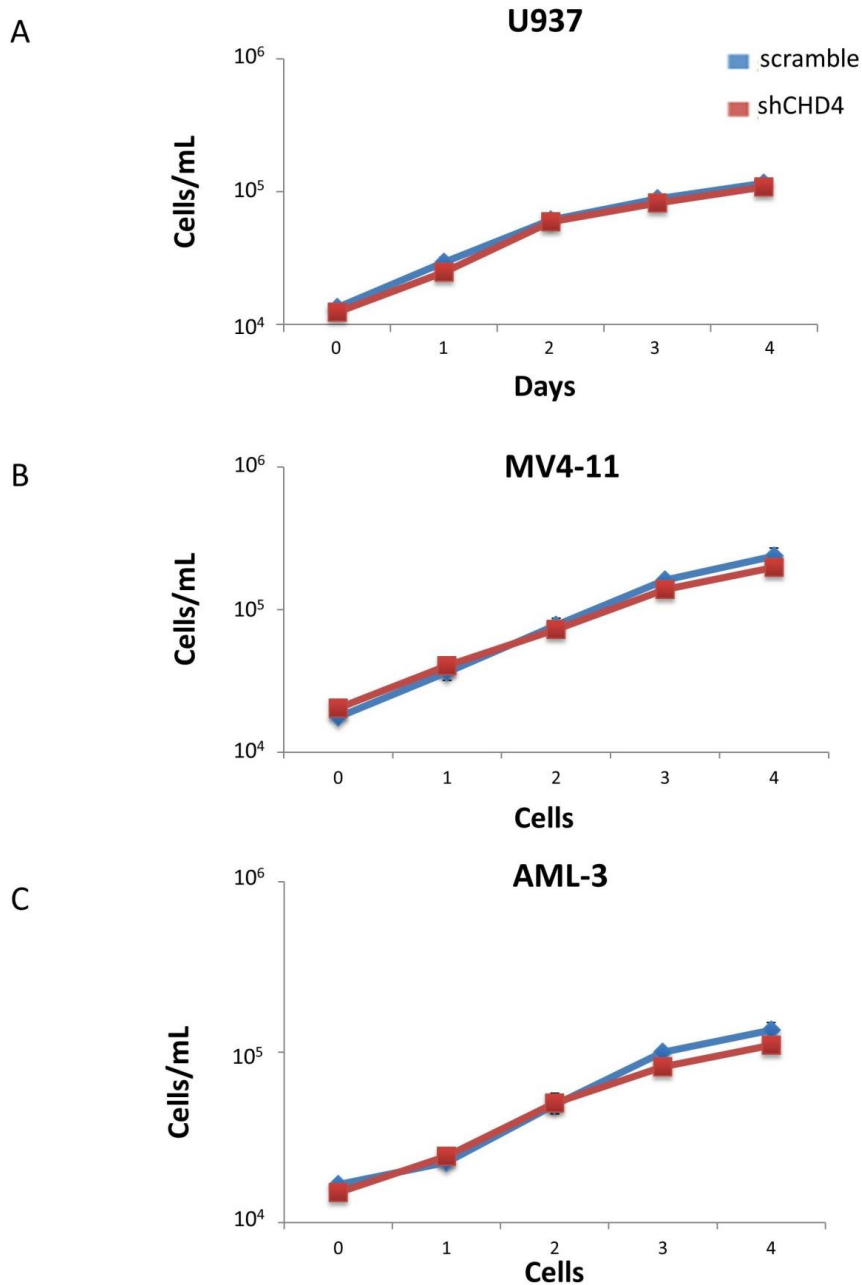 A
U937
10⁶
scramble
shCHD4
10⁵
Cells/mL
10⁴
0 1 2 3 4
Days
B
MV4-11
10⁶
10⁵
Cells/mL
10⁴
0 1 2 3 4
Cells
C
AML-3
10⁶
10⁵
Cells/mL
10⁴
0 1 2 3 4
Cells